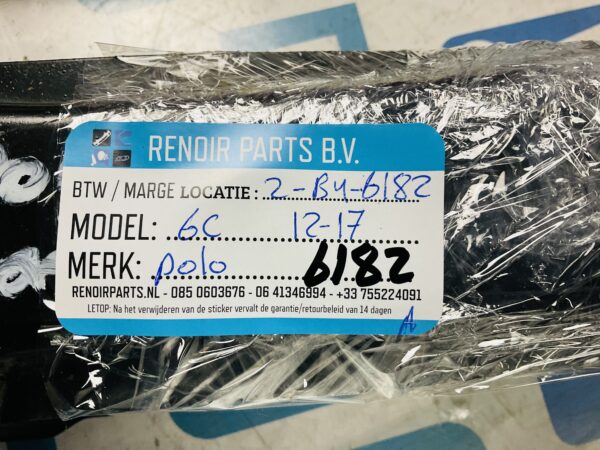 RENOIR PARTS B.V.
BTW / MARGE LOCATIE: 2-B4-6182
MODEL: 6C 12-17
MERK: polo 6182
RENOIRPARTS.NL - 085 0603676 - 06 41346994 - +33 755224091
LETOP: Na het verwijderen van de sticker vervalt de garantie/retourbeleid van 14 dagen
A